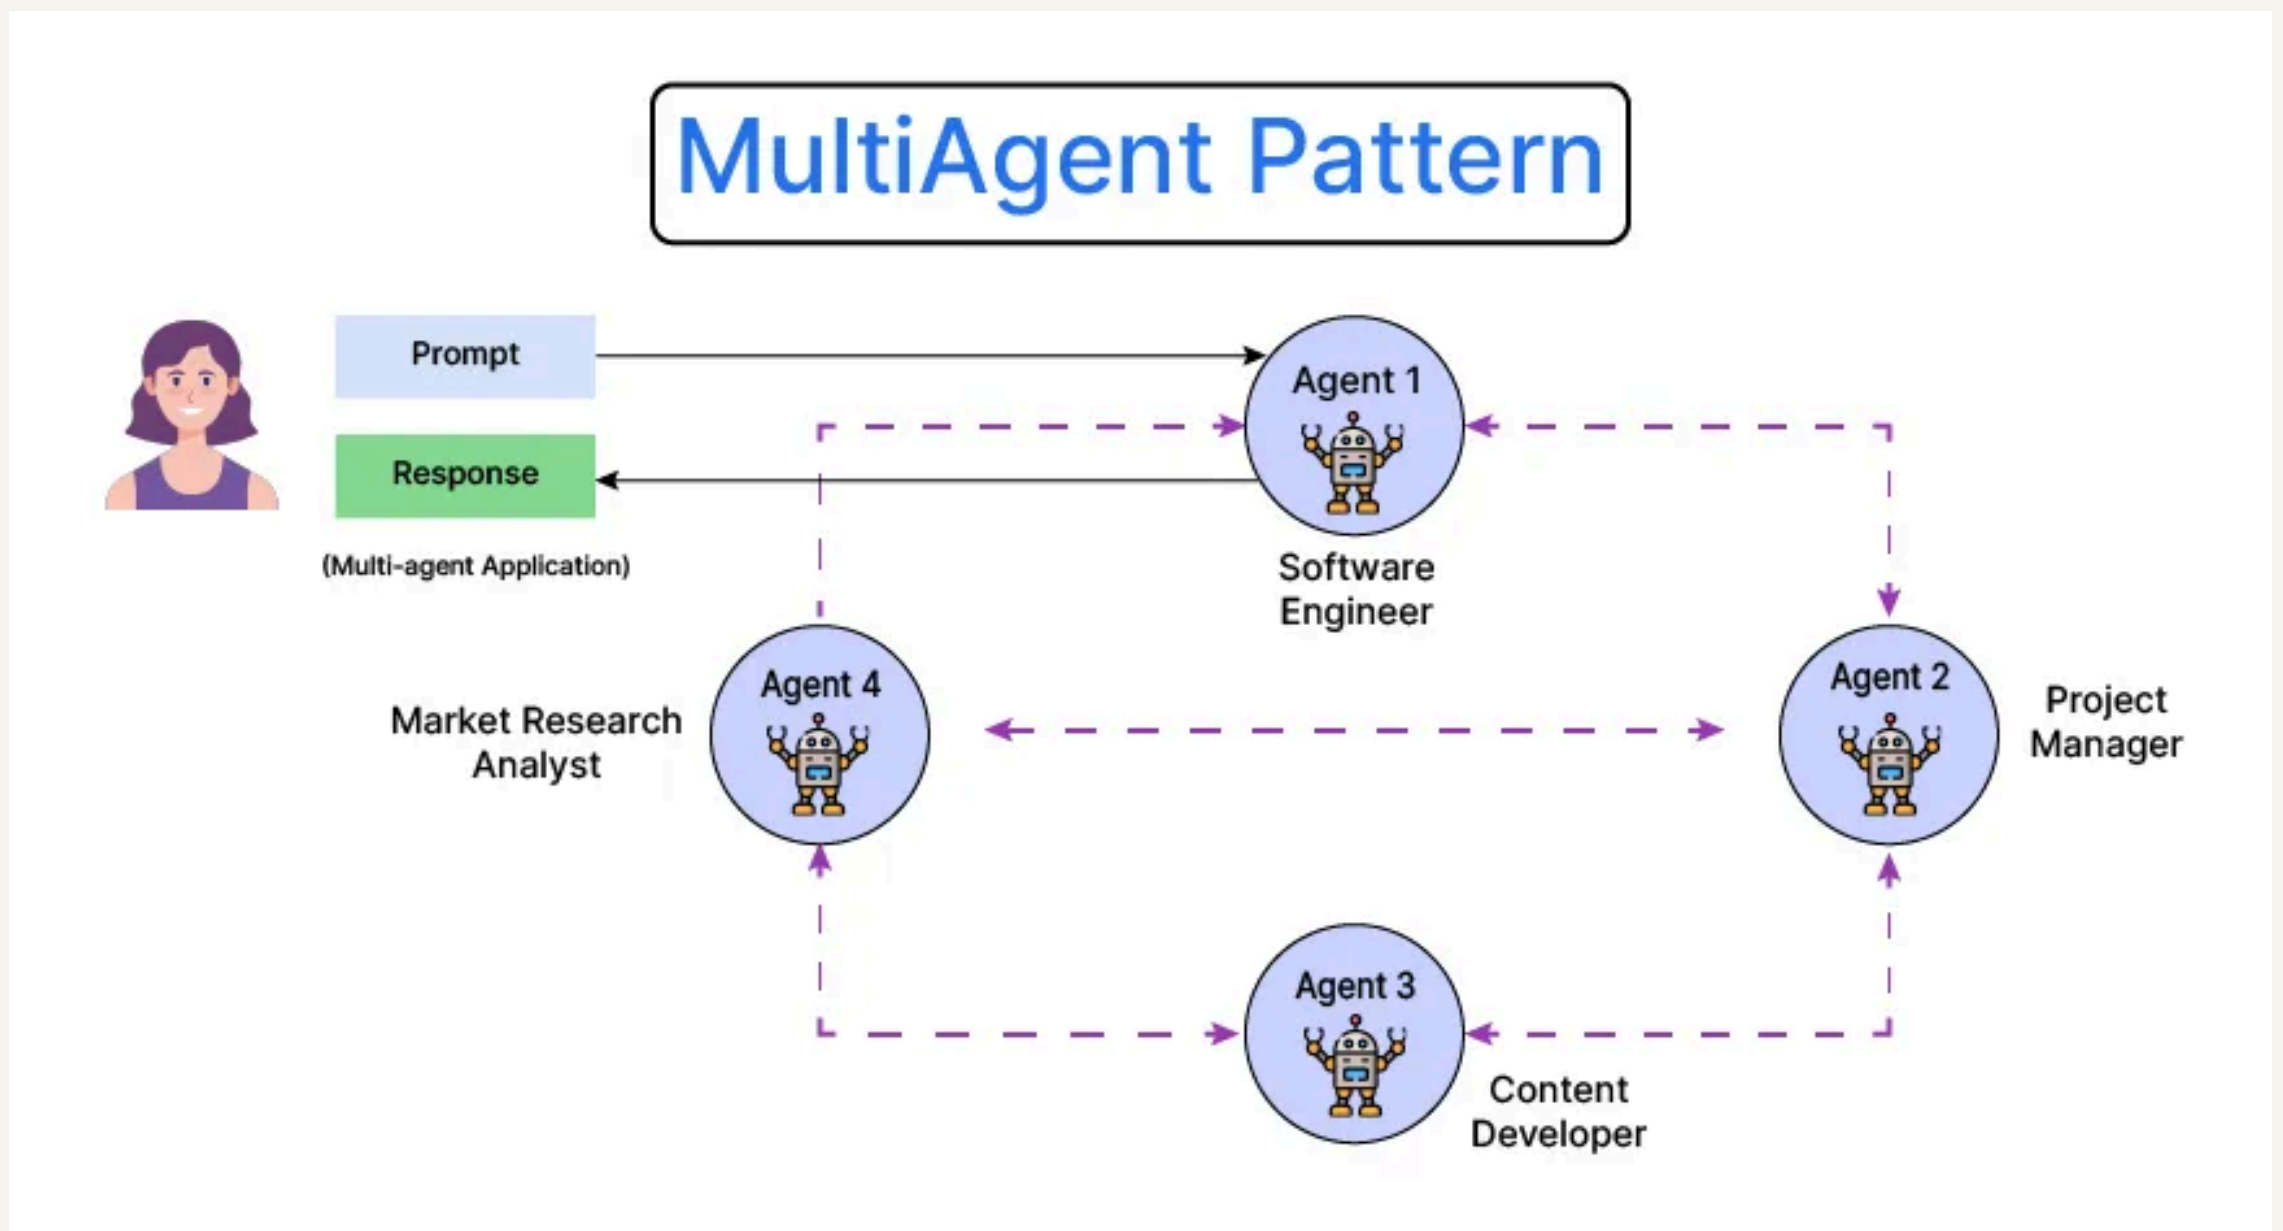 MultiAgent Pattern
Prompt
Response
(Multi-agent Application)
Agent 1
Software
Engineer
Agent 4
Market Research
Analyst
Agent 2
Project
Manager
Agent 3
Content
Developer